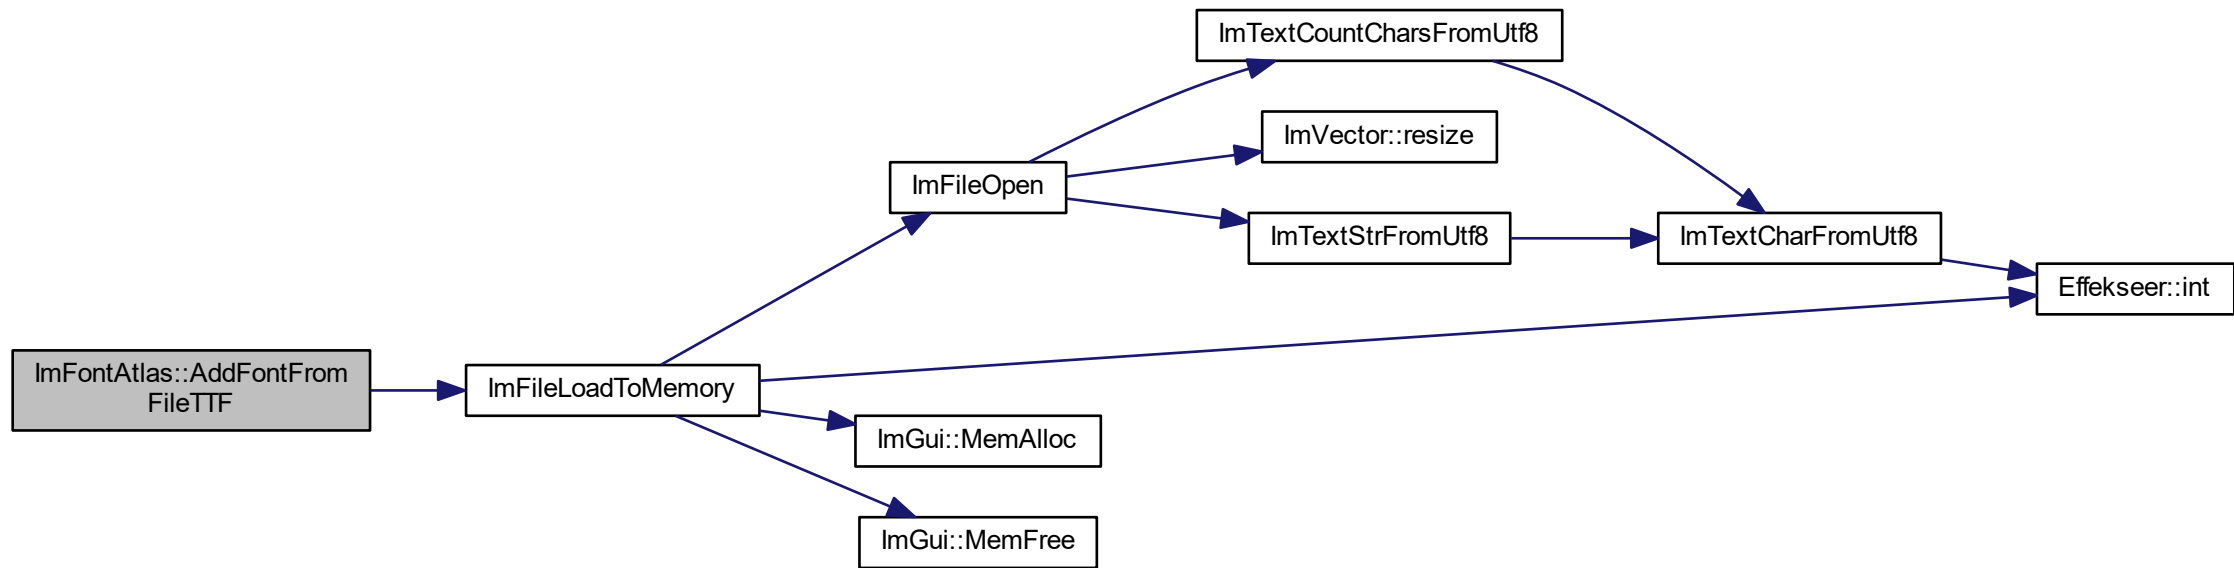 ImTextCountCharsFromUtf8
ImVector::resize
ImFileOpen
ImTextStrFromUtf8
ImTextCharFromUtf8
Effekseer::int
ImFontAtlas::AddFontFrom
FileTTF
ImFileLoadToMemory
ImGui::MemAlloc
ImGui::MemFree